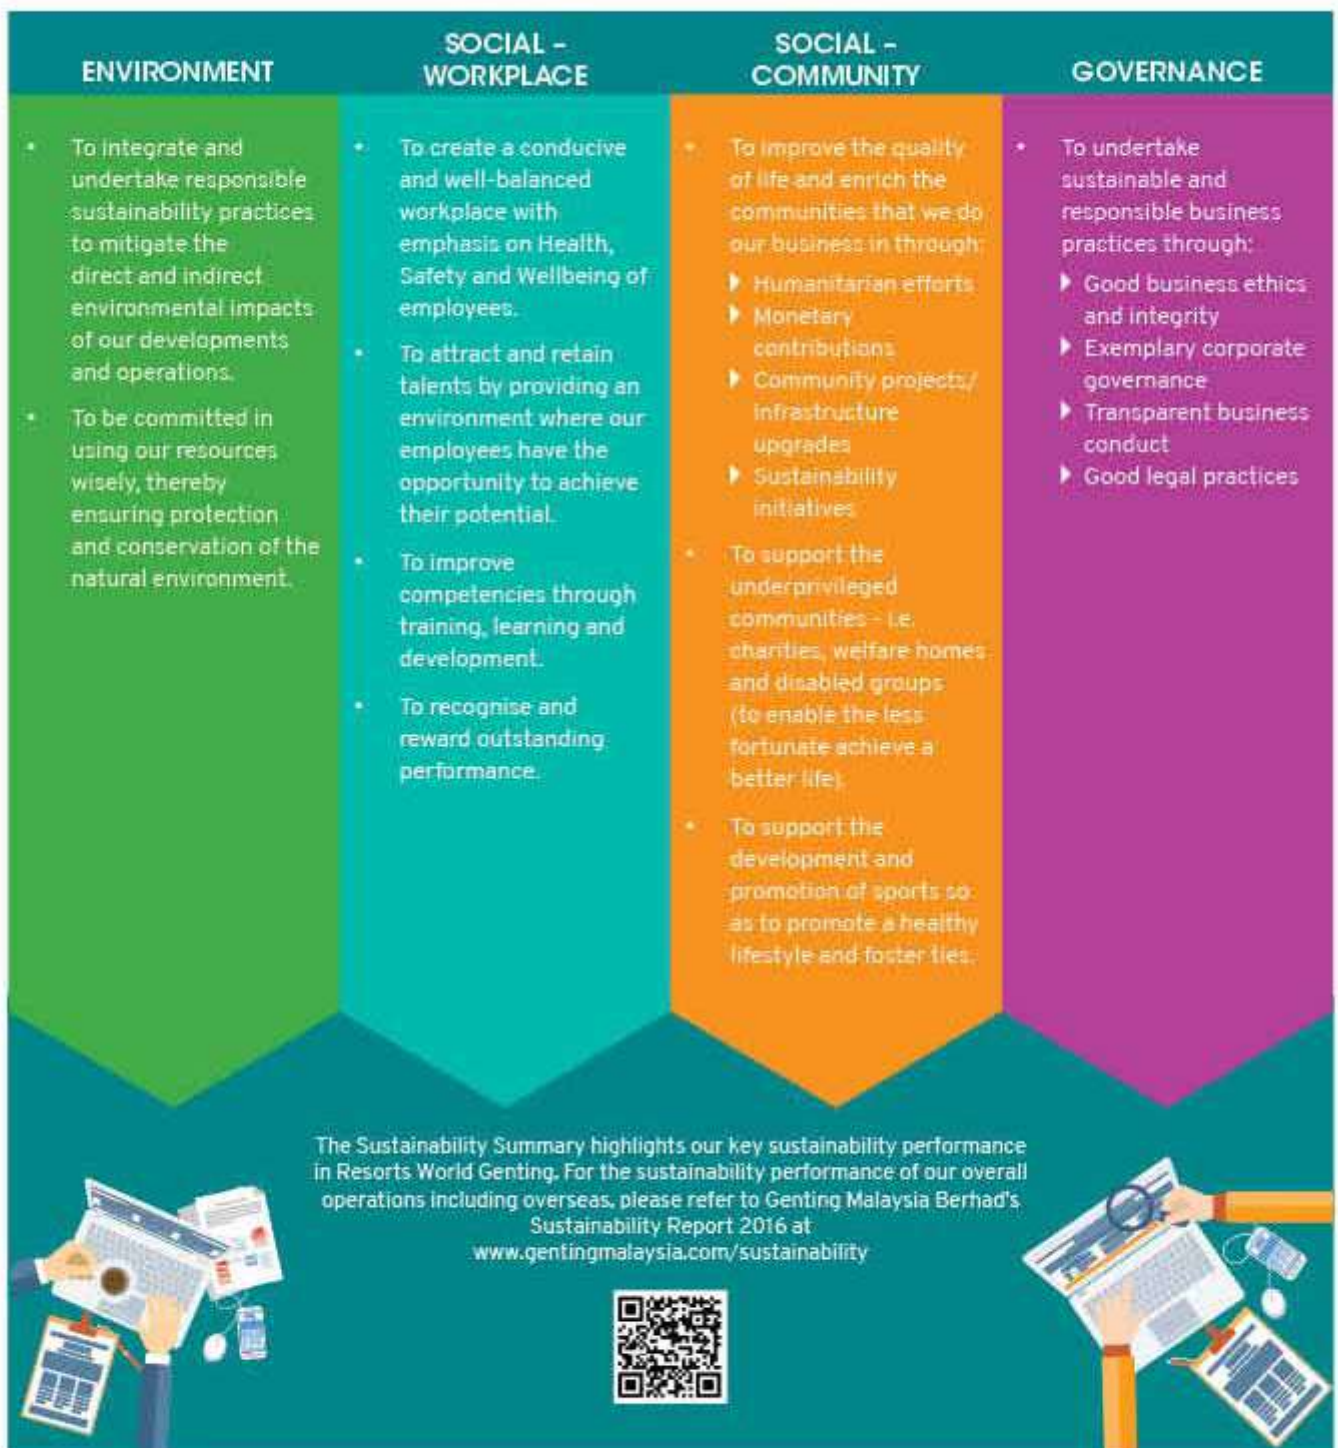 ENVIRONMENT
• To integrate and
undertake responsible
sustainability practices
to mitigate the
direct and indirect
environmental impacts
of our developments
and operations.
• To be committed in
using our resources
wisely, thereby
ensuring protection
and conservation of the
natural environment.
SOCIAL –
WORKPLACE
• To create a conducive
and well-balanced
workplace with
emphasis on Health,
Safety and Wellbeing of
employees.
• To attract and retain
talents by providing an
environment where our
employees have the
opportunity to achieve
their potential.
• To improve
competencies through
training, learning and
development.
• To recognise and
reward outstanding
performance.
SOCIAL –
COMMUNITY
• To improve the quality
of life and enrich the
communities that we do
our business in through:
Humanitarian efforts
Monetary
contributions
Community projects/
infrastructure
upgrades
Sustainability
initiatives
• To support the
underprivileged
communities - i.e.
charities, welfare homes
and disabled groups
(to enable the less
fortunate achieve a
better life).
• To support the
development and
promotion of sports so
as to promote a healthy
lifestyle and foster ties.
GOVERNANCE
• To undertake
sustainable and
responsible business
practices through:
Good business ethics
and integrity
Exemplary corporate
governance
Transparent business
conduct
Good legal practices
The Sustainability Summary highlights our key sustainability performance
in Resorts World Genting. For the sustainability performance of our overall
operations including overseas, please refer to Genting Malaysia Berhad's
Sustainability Report 2016 at
www.gentingmalaysia.com/sustainability